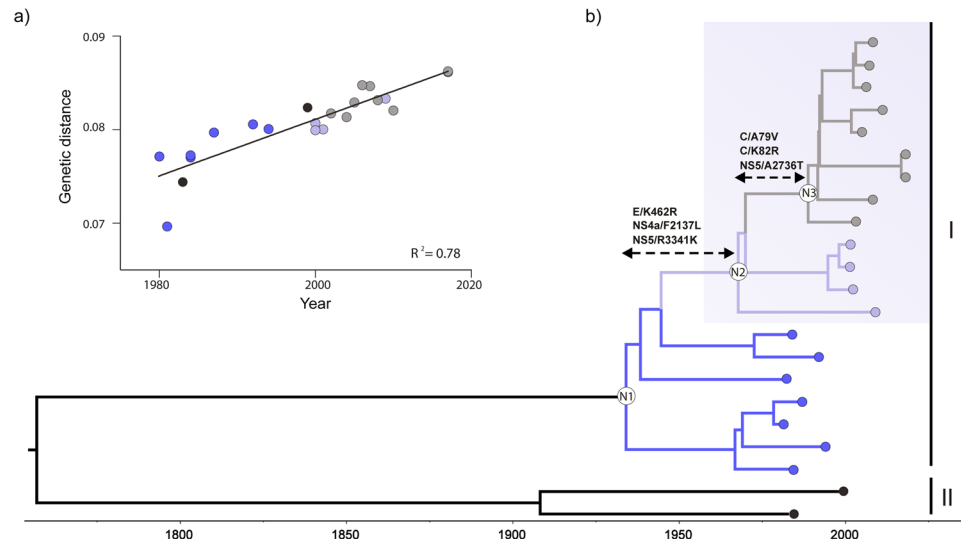 a)
Genetic distance
0.09
0.08
0.07
1980
2000
2020
Year
R²= 0.78
b)
C/A79V
C/K82R
NS5/A2736T
N3
E/K462R
NS4a/F2137L
NS5/R3341K
N2
N1
I
II
1800
1850
1900
1950
2000